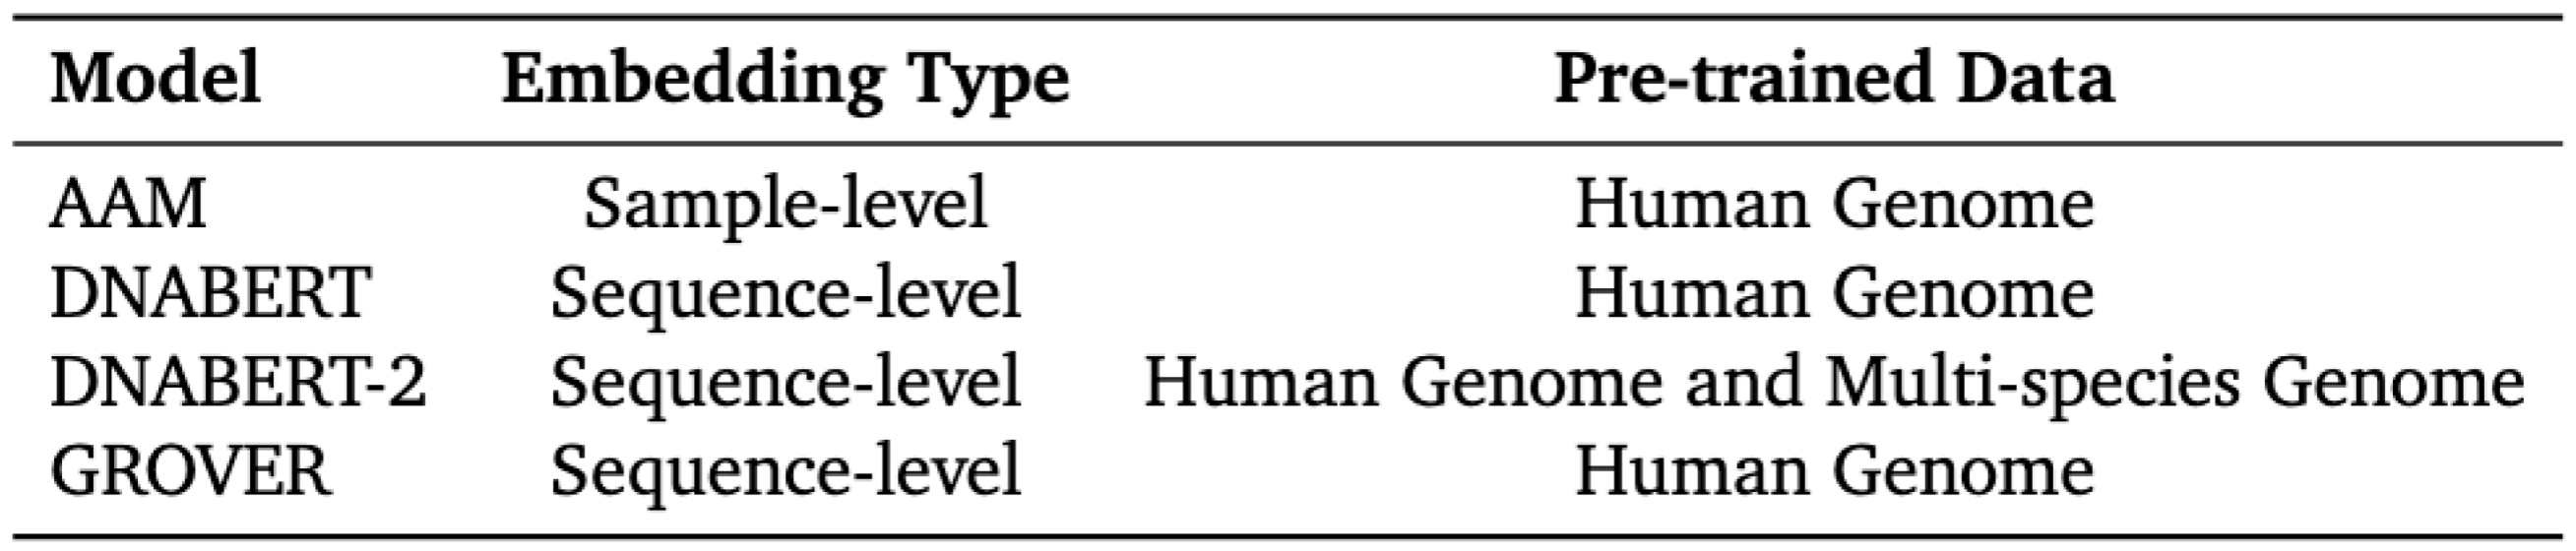 Model Embedding Type Pre-trained Data
AAM Sample-level Human Genome
DNABERT Sequence-level Human Genome
DNABERT-2 Sequence-level Human Genome and Multi-species Genome
GROVER Sequence-level Human Genome